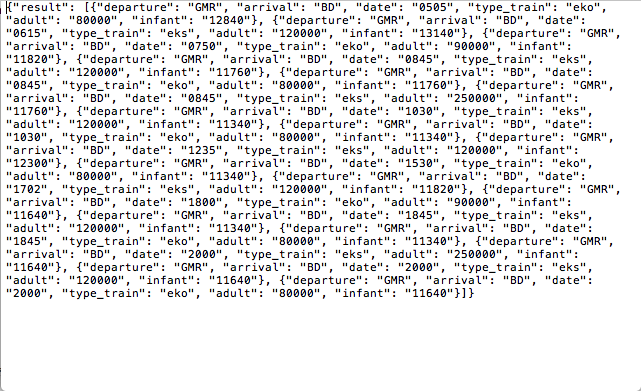 {"result": [{"departure": "GMR", "arrival": "BD", "date": "0505", "type_train": "eko",
"adult": "80000", "infant": "12840"}, {"departure": "GMR", "arrival": "BD", "date":
"0615", "type_train": "eks", "adult": "120000", "infant": "13140"}, {"departure": "GMR",
"arrival": "BD", "date": "0750", "type_train": "eko", "adult": "90000", "infant":
"11820"}, {"departure": "GMR", "arrival": "BD", "date": "0845", "type_train": "eks",
"adult": "120000", "infant": "11760"}, {"departure": "GMR", "arrival": "BD", "date":
"0845", "type_train": "eko", "adult": "80000", "infant": "11760"}, {"departure": "GMR",
"arrival": "BD", "date": "0845", "type_train": "eks", "adult": "250000", "infant":
"11760"}, {"departure": "GMR", "arrival": "BD", "date": "1030", "type_train": "eks",
"adult": "120000", "infant": "11340"}, {"departure": "GMR", "arrival": "BD", "date":
"1030", "type_train": "eko", "adult": "80000", "infant": "11340"}, {"departure": "GMR",
"arrival": "BD", "date": "1235", "type_train": "eks", "adult": "120000", "infant":
"12300"}, {"departure": "GMR", "arrival": "BD", "date": "1530", "type_train": "eko",
"adult": "80000", "infant": "11340"}, {"departure": "GMR", "arrival": "BD", "date":
"1702", "type_train": "eks", "adult": "120000", "infant": "11820"}, {"departure": "GMR",
"arrival": "BD", "date": "1800", "type_train": "eko", "adult": "90000", "infant":
"11640"}, {"departure": "GMR", "arrival": "BD", "date": "1845", "type_train": "eks",
"adult": "120000", "infant": "11340"}, {"departure": "GMR", "arrival": "BD", "date":
"1845", "type_train": "eko", "adult": "80000", "infant": "11340"}, {"departure": "GMR",
"arrival": "BD", "date": "2000", "type_train": "eks", "adult": "250000", "infant":
"11640"}, {"departure": "GMR", "arrival": "BD", "date": "2000", "type_train": "eks",
"adult": "120000", "infant": "11640"}, {"departure": "GMR", "arrival": "BD", "date":
"2000", "type_train": "eko", "adult": "80000", "infant": "11640"}]}